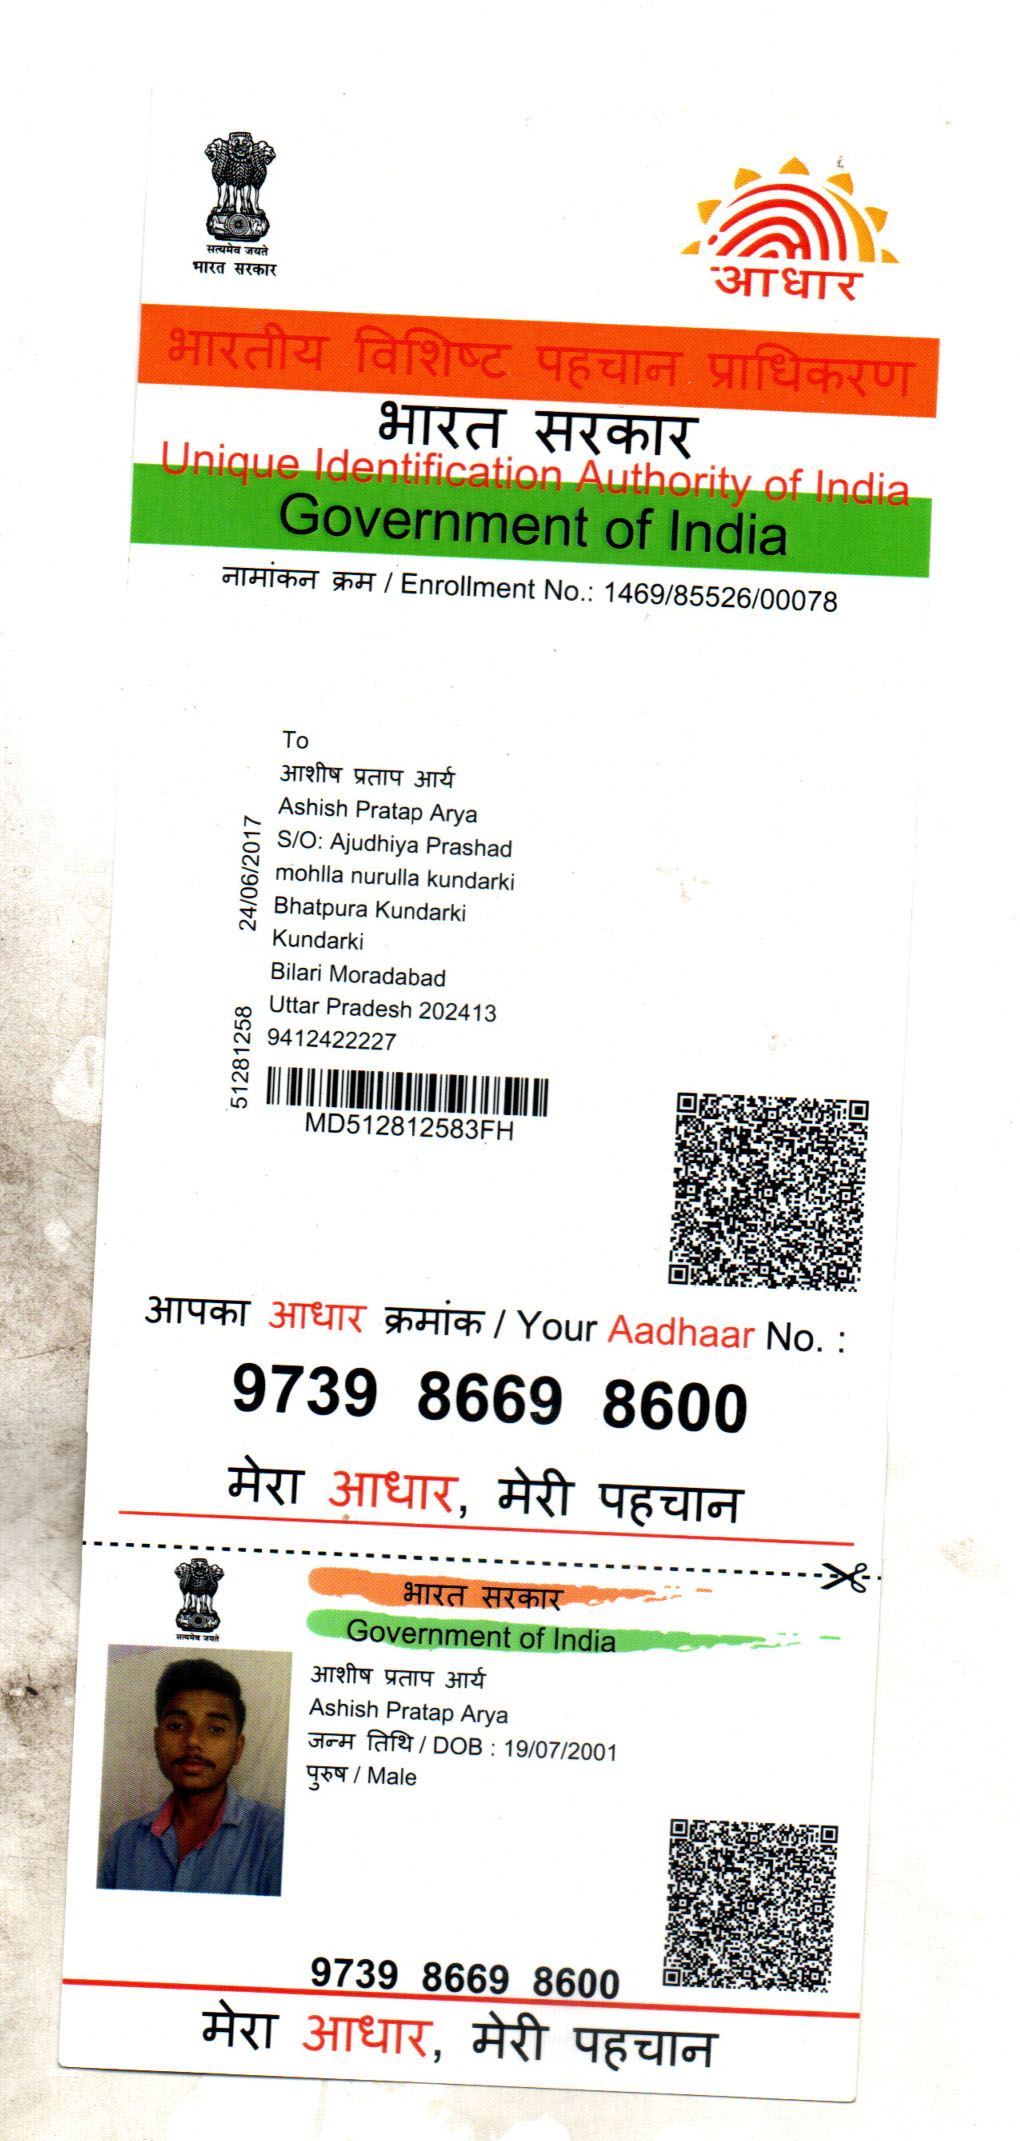 सत्यमेव जयते
भारत सरकार
आधार
भारतीय विशिष्ट पहचान प्राधिकरण
भारत सरकार
Unique Identification Authority of India
Government of India
नामांकन क्रम / Enrollment No.: 1469/85526/00078
To
आशीष प्रताप आर्य
Ashish Pratap Arya
S/O: Ajudhiya Prashad
mohlla nurulla kundarki
Bhatpura Kundarki
Kundarki
Bilari Moradabad
Uttar Pradesh 202413
9412422227
24/06/2017
51281258
MD512812583FH
आपका आधार क्रमांक / Your Aadhaar No. :
9739 8669 8600
मेरा आधार, मेरी पहचान
सत्यमेव जयते
भारत सरकार
Government of India
आशीष प्रताप आर्य
Ashish Pratap Arya
जन्म तिथि / DOB : 19/07/2001
पुरुष / Male
9739 8669 8600
मेरा आधार, मेरी पहचान